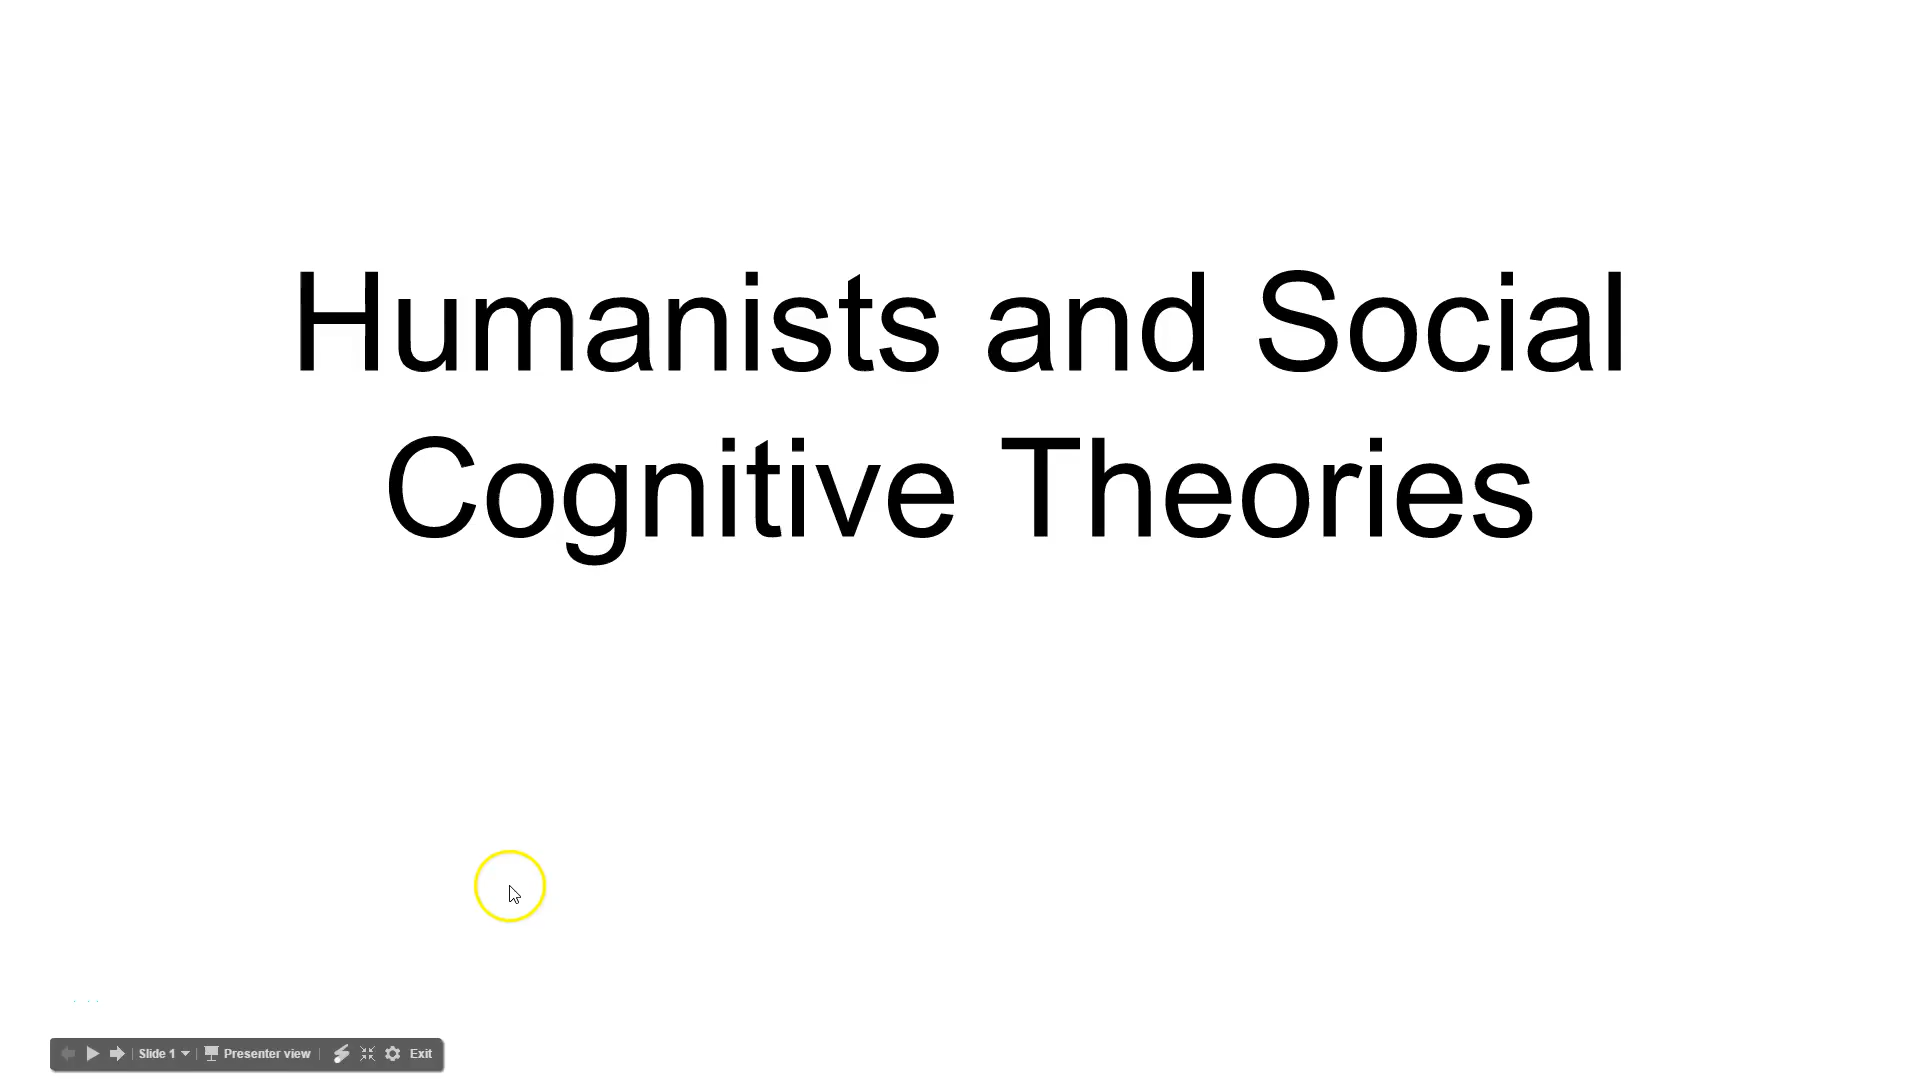 Humanists and Social
Cognitive Theories
Slide 1 Presenter view Exit